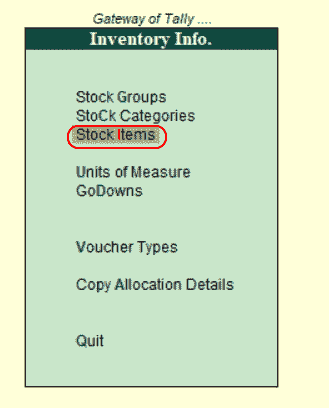 Gateway of Tally ....
Inventory Info.
Stock Groups
StoCk Categories
Stock Items
Units of Measure
GoDowns
Voucher Types
Copy Allocation Details
Quit